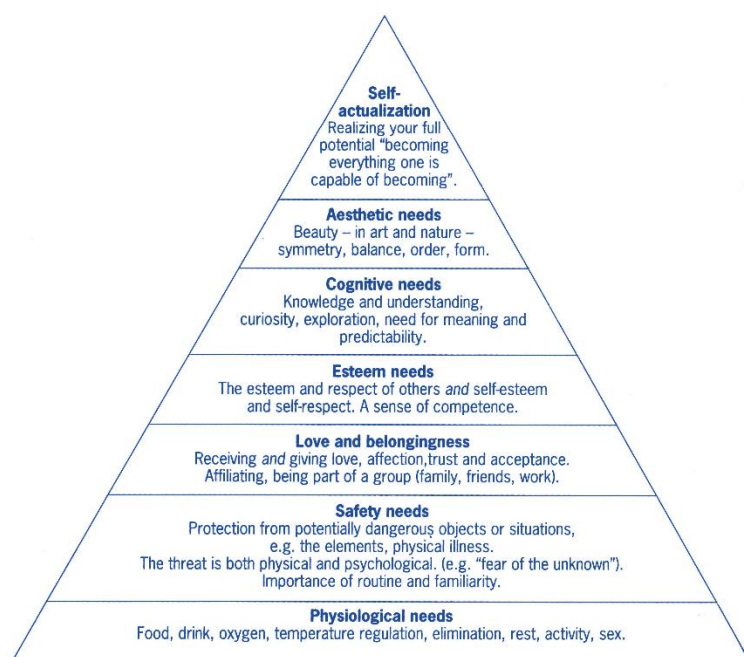 Self-
actualization
Realizing your full
potential “becoming
everything one is
capable of becoming”.
Aesthetic needs
Beauty – in art and nature –
symmetry, balance, order, form.
Cognitive needs
Knowledge and understanding,
curiosity, exploration, need for meaning and
predictability.
Esteem needs
The esteem and respect of others and self-esteem
and self-respect. A sense of competence.
Love and belongingness
Receiving and giving love, affection,trust and acceptance.
Affiliating, being part of a group (family, friends, work).
Safety needs
Protection from potentially dangerous objects or situations,
e.g. the elements, physical illness.
The threat is both physical and psychological. (e.g. “fear of the unknown”).
Importance of routine and familiarity.
Physiological needs
Food, drink, oxygen, temperature regulation, elimination, rest, activity, sex.